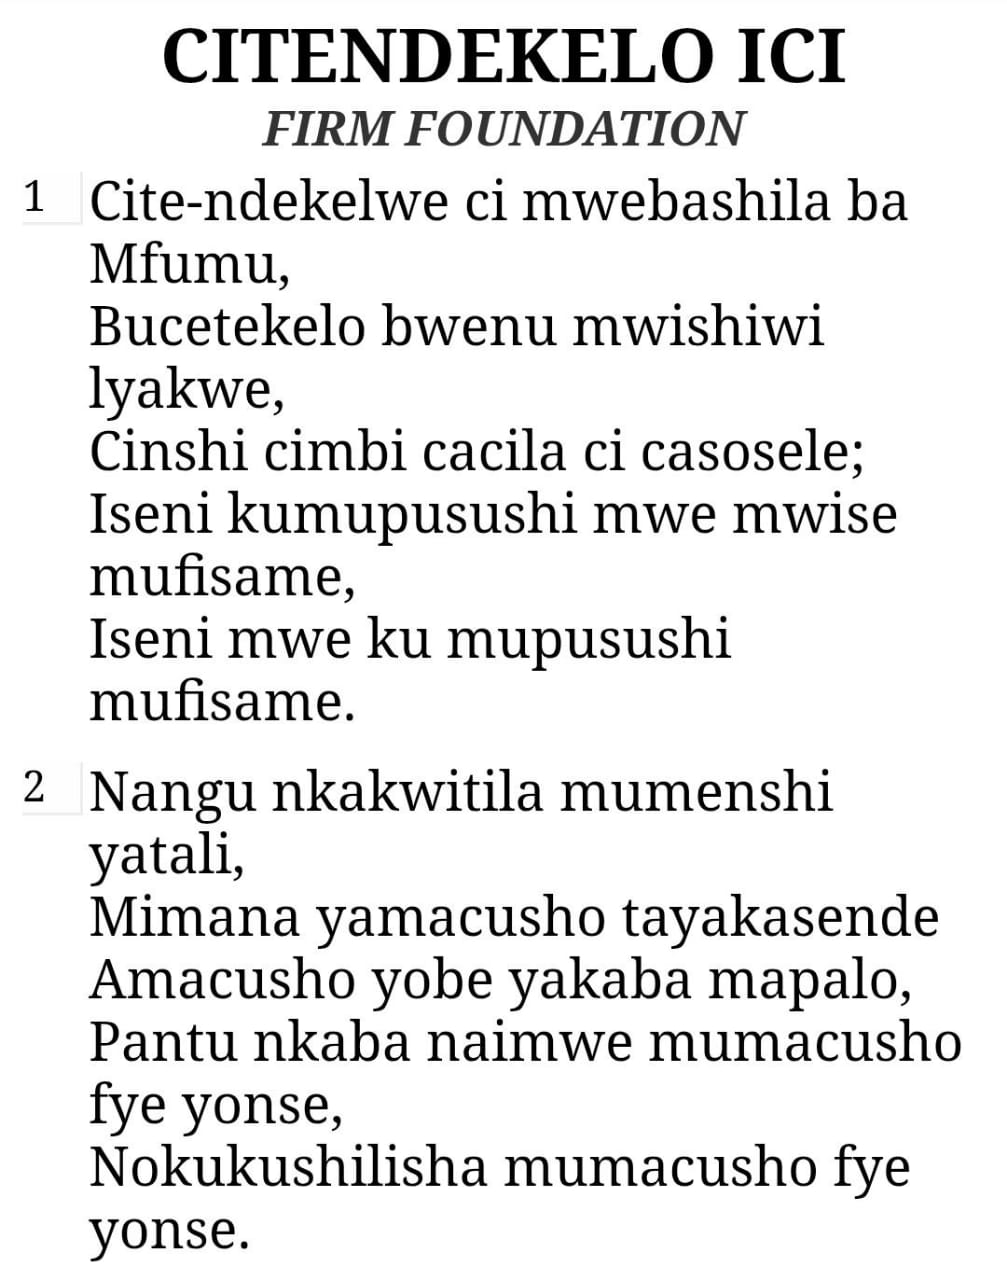 CITENDEKELO ICI
FIRM FOUNDATION
1 Cite-ndekelwe ci mwebashila ba
Mfumu,
Bucetekelo bwenu mwishiwi
lyakwe,
Cinshi cimbi cacila ci casosele;
Iseni kumupusushi mwe mwise
mufisame,
Iseni mwe ku mupusushi
mufisame.
2 Nangu nkakwitila mumenshi
yatali,
Mimana yamacusho tayakasende
Amacusho yobe yakaba mapalo,
Pantu nkaba naimwe mumacusho
fye yonse,
Nokukushilisha mumacusho fye
yonse.